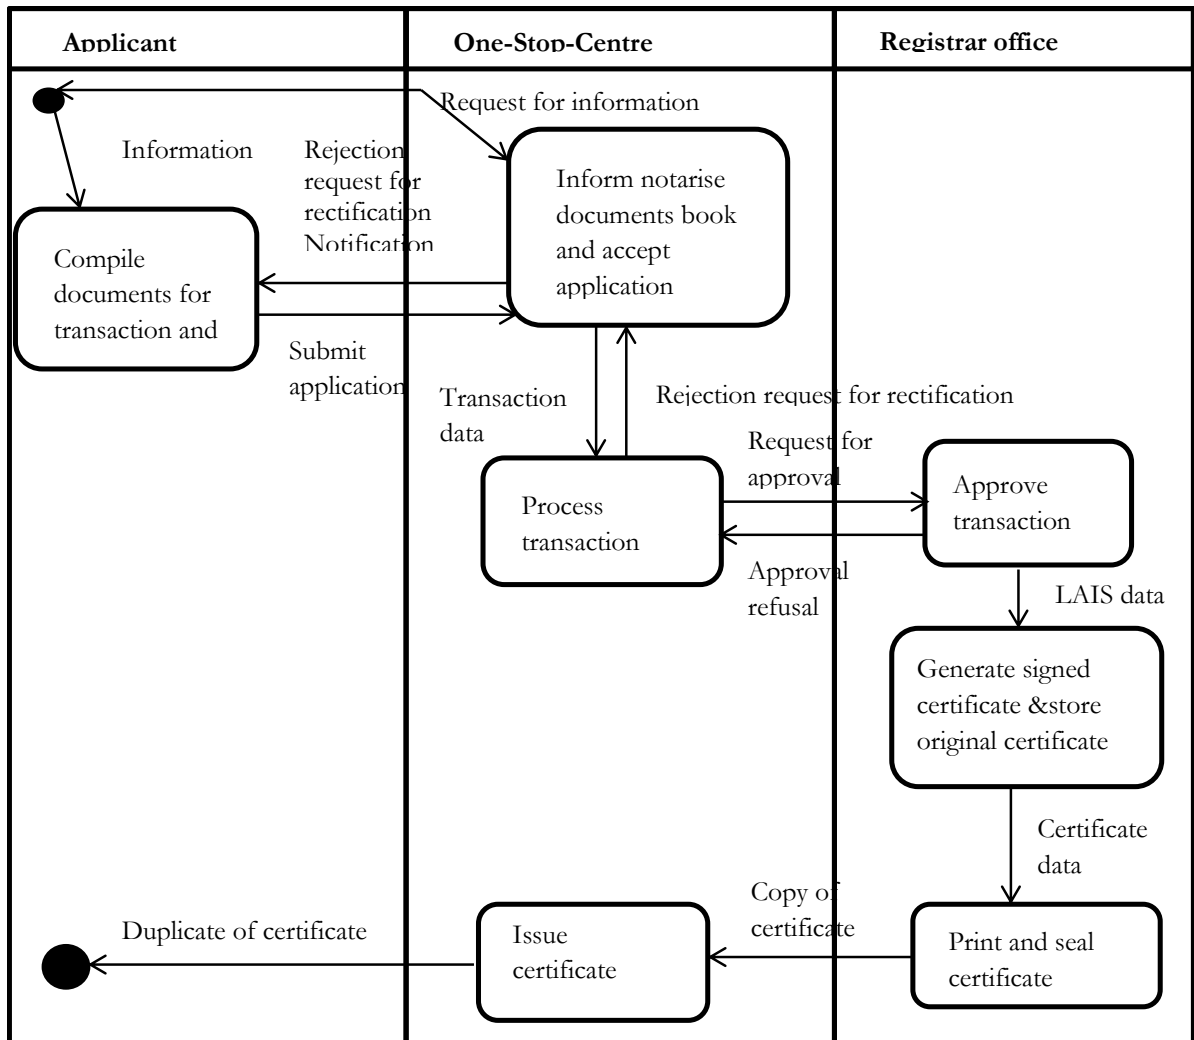 Applicant
One-Stop-Centre
Registrar office
Request for information
Information
Rejection
request for
rectification
Notification
Inform notarise
documents book
and accept
application
Compile
documents for
transaction and
Submit
application
Transaction
data
Rejection request for rectification
Request for
approval
Process
transaction
Approve
transaction
Approval
refusal
LAIS data
Generate signed
certificate &store
original certificate
Certificate
data
Copy of
certificate
Duplicate of certificate
Issue
certificate
Print and seal
certificate